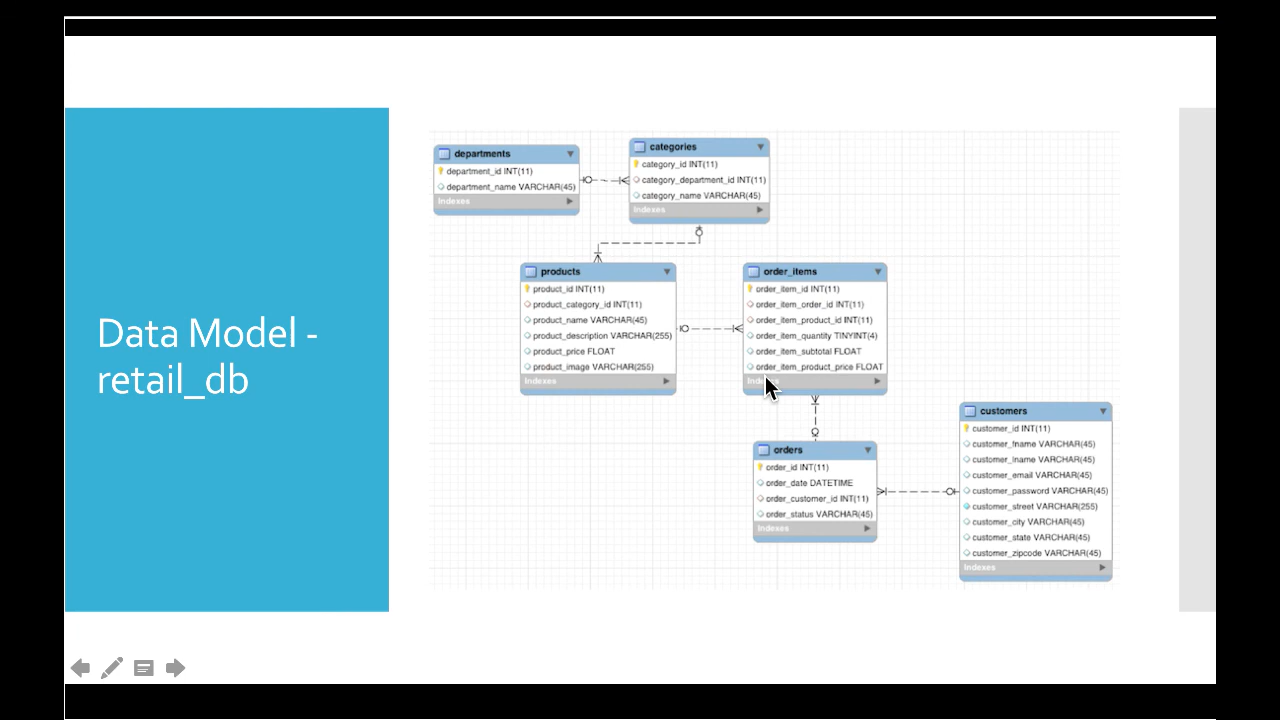 Data Model -
retail_db
departments
department_id INT(11)
department_name VARCHAR(45)
Indexes
categories
category_id INT(11)
category_department_id INT(11)
category_name VARCHAR(45)
Indexes
products
product_id INT(11)
product_category_id INT(11)
product_name VARCHAR(45)
product_description VARCHAR(255)
product_price FLOAT
product_image VARCHAR(255)
Indexes
order_items
order_item_id INT(11)
order_item_order_id INT(11)
order_item_product_id INT(11)
order_item_quantity TINYINT(4)
order_item_subtotal FLOAT
order_item_product_price FLOAT
Indexes
orders
order_id INT(11)
order_date DATETIME
order_customer_id INT(11)
order_status VARCHAR(45)
Indexes
customers
customer_id INT(11)
customer_fname VARCHAR(45)
customer_lname VARCHAR(45)
customer_email VARCHAR(45)
customer_password VARCHAR(45)
customer_street VARCHAR(255)
customer_city VARCHAR(45)
customer_state VARCHAR(45)
customer_zipcode VARCHAR(45)
Indexes